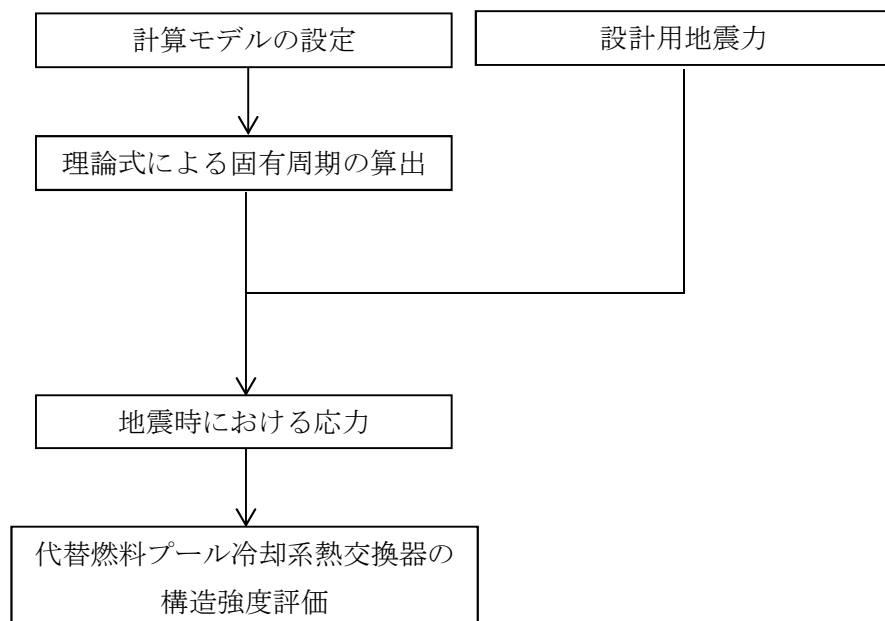 計算モデルの設定
設計用地震力
理論式による固有周期の算出
地震時における応力
代替燃料プール冷却系熱交換器の
構造強度評価